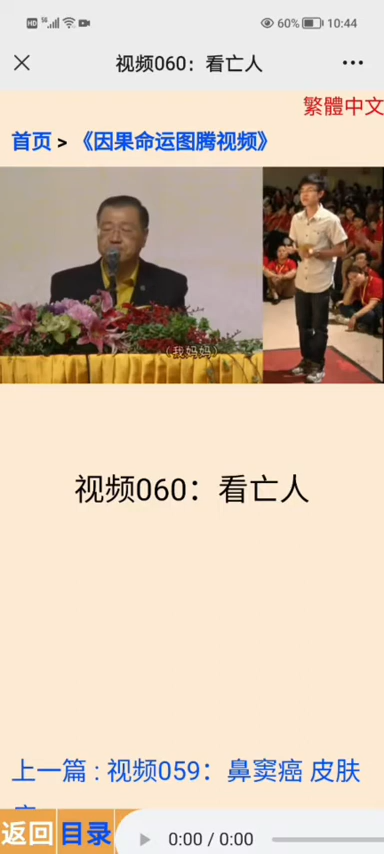 HD 5G 60% 10:44
视频060：看亡人
繁體中文
首页 > 《因果命运图腾视频》
（我妈妈）
视频060：看亡人
上一篇 : 视频059：鼻窦癌 皮肤
返回 目录 0:00 / 0:00